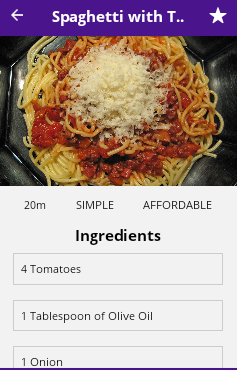 Spaghetti with T..
20m SIMPLE AFFORDABLE
Ingredients
4 Tomatoes
1 Tablespoon of Olive Oil
1 Onion